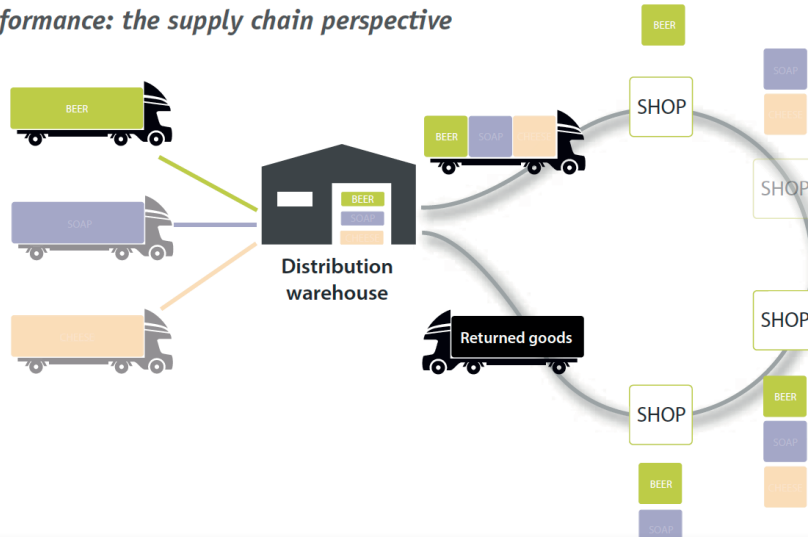 formance: the supply chain perspective
BEER
SOAP
BEER
SHOP
BEER
SOAP
SHOP
BEER
SOAP
SOAP
Distribution
warehouse
SHOP
Returned goods
BEER
SHOP
SOAP
BEER
SOAP